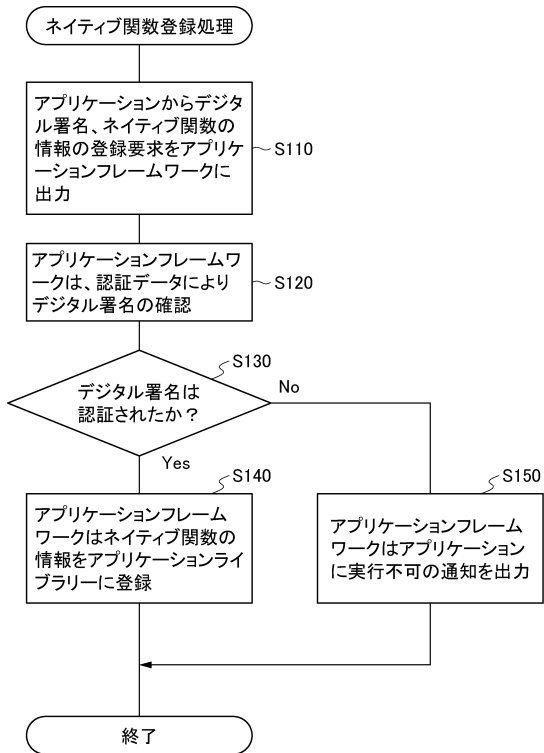 ネイティブ関数登録処理
アプリケーションからデジタ
ル署名、ネイティブ関数の
情報の登録要求をアプリケ
ーションフレームワークに
出力
S110
アプリケーションフレームワ
ークは、認証データにより
デジタル署名の確認
S120
S130
デジタル署名は
認証されたか？
No
Yes
S140
アプリケーションフレーム
ワークはネイティブ関数の
情報をアプリケーションライ
ブラリーに登録
S150
アプリケーションフレーム
ワークはアプリケーション
に実行不可の通知を出力
終了